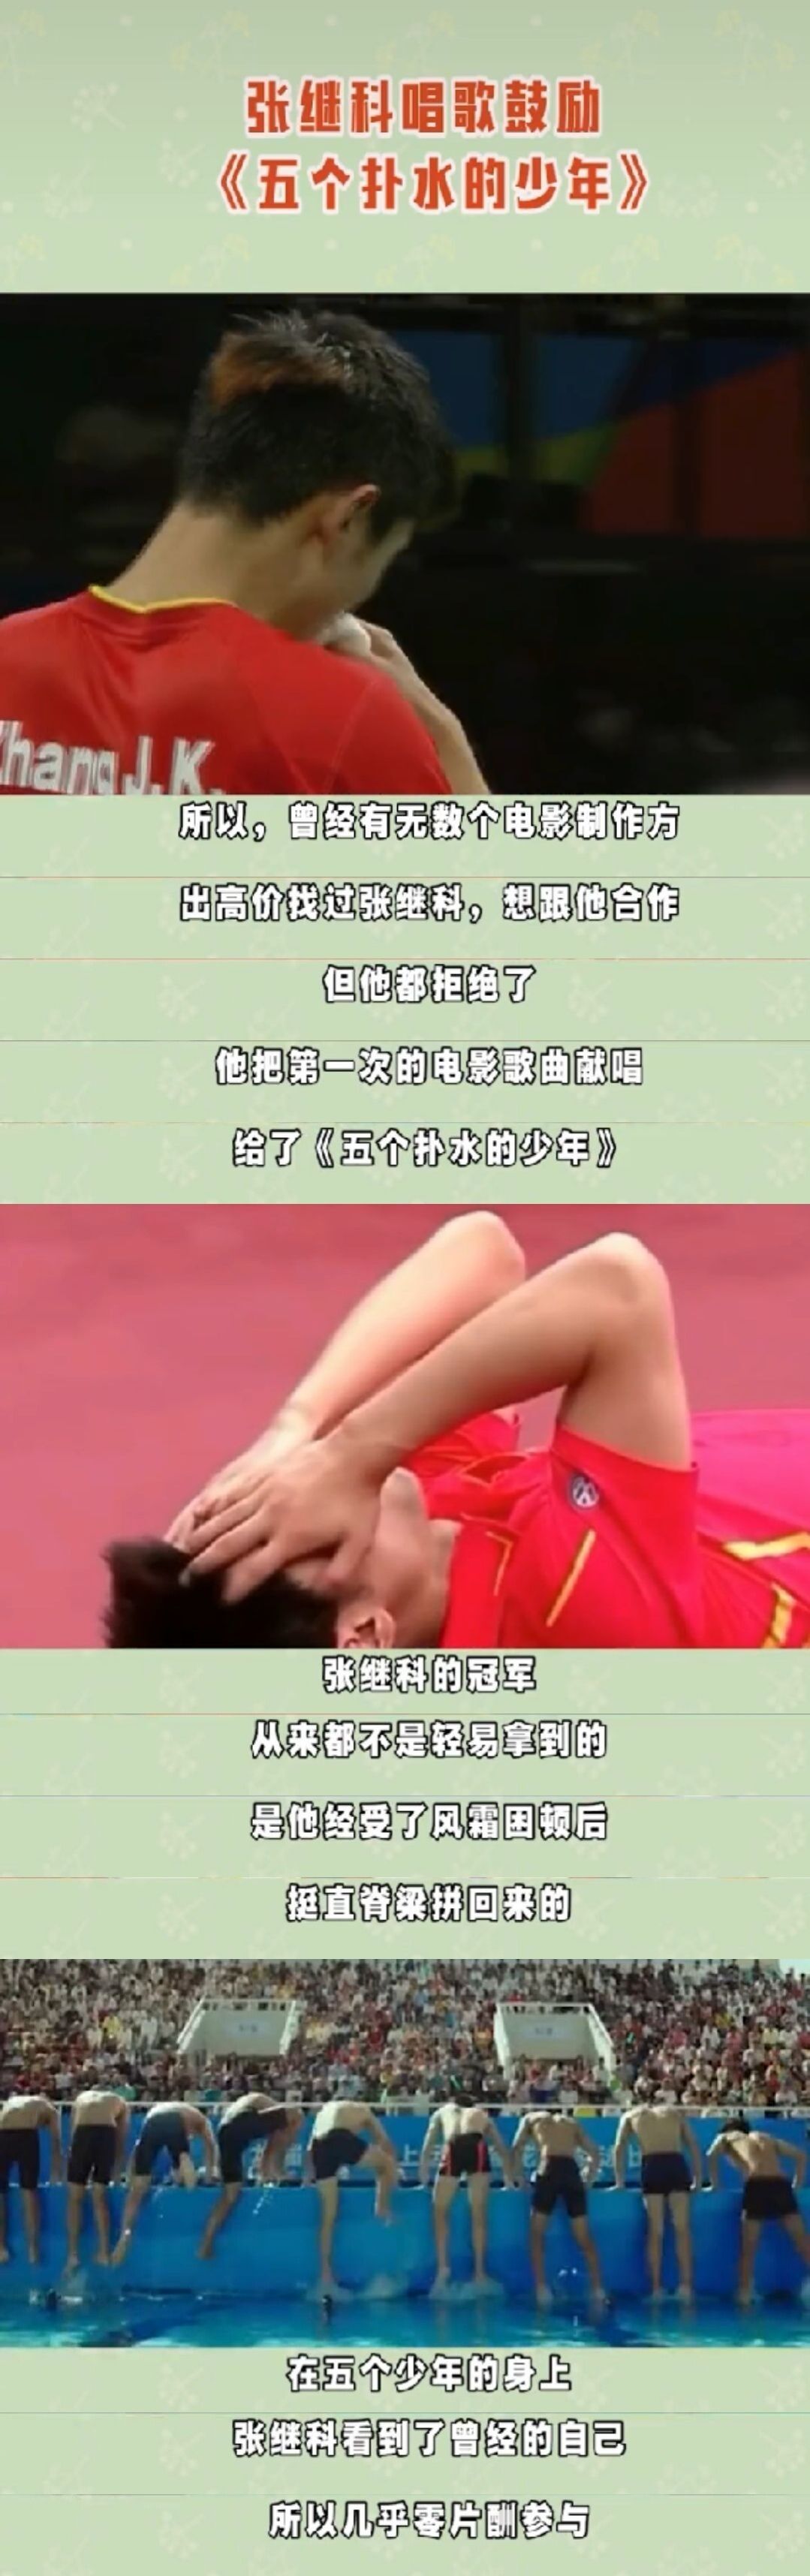 张继科唱歌鼓励
《五个扑水的少年》
Zhang J.K.
所以，曾经有无数个电影制作方
出高价找过张继科，想跟他合作
但他都拒绝了
他把第一次的电影歌曲献唱
给了《五个扑水的少年》
张继科的冠军
从来都不是轻易拿到的
是他经受了风霜困顿后
挺直脊梁拼回来的
在五个少年的身上
张继科看到了曾经的自己
所以几乎零片酬参与